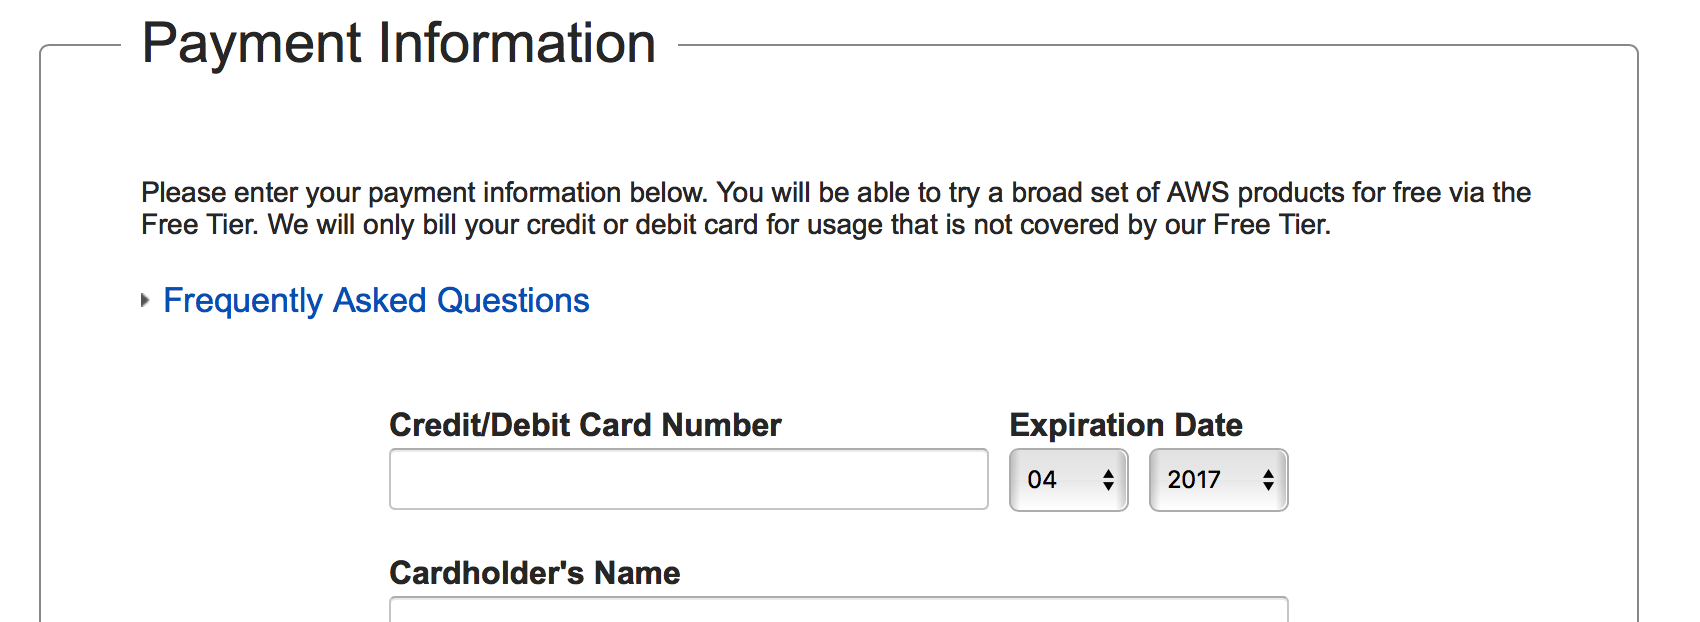 Payment Information
Please enter your payment information below. You will be able to try a broad set of AWS products for free via the
Free Tier. We will only bill your credit or debit card for usage that is not covered by our Free Tier.
Frequently Asked Questions
Credit/Debit Card Number
Expiration Date
04
2017
Cardholder's Name